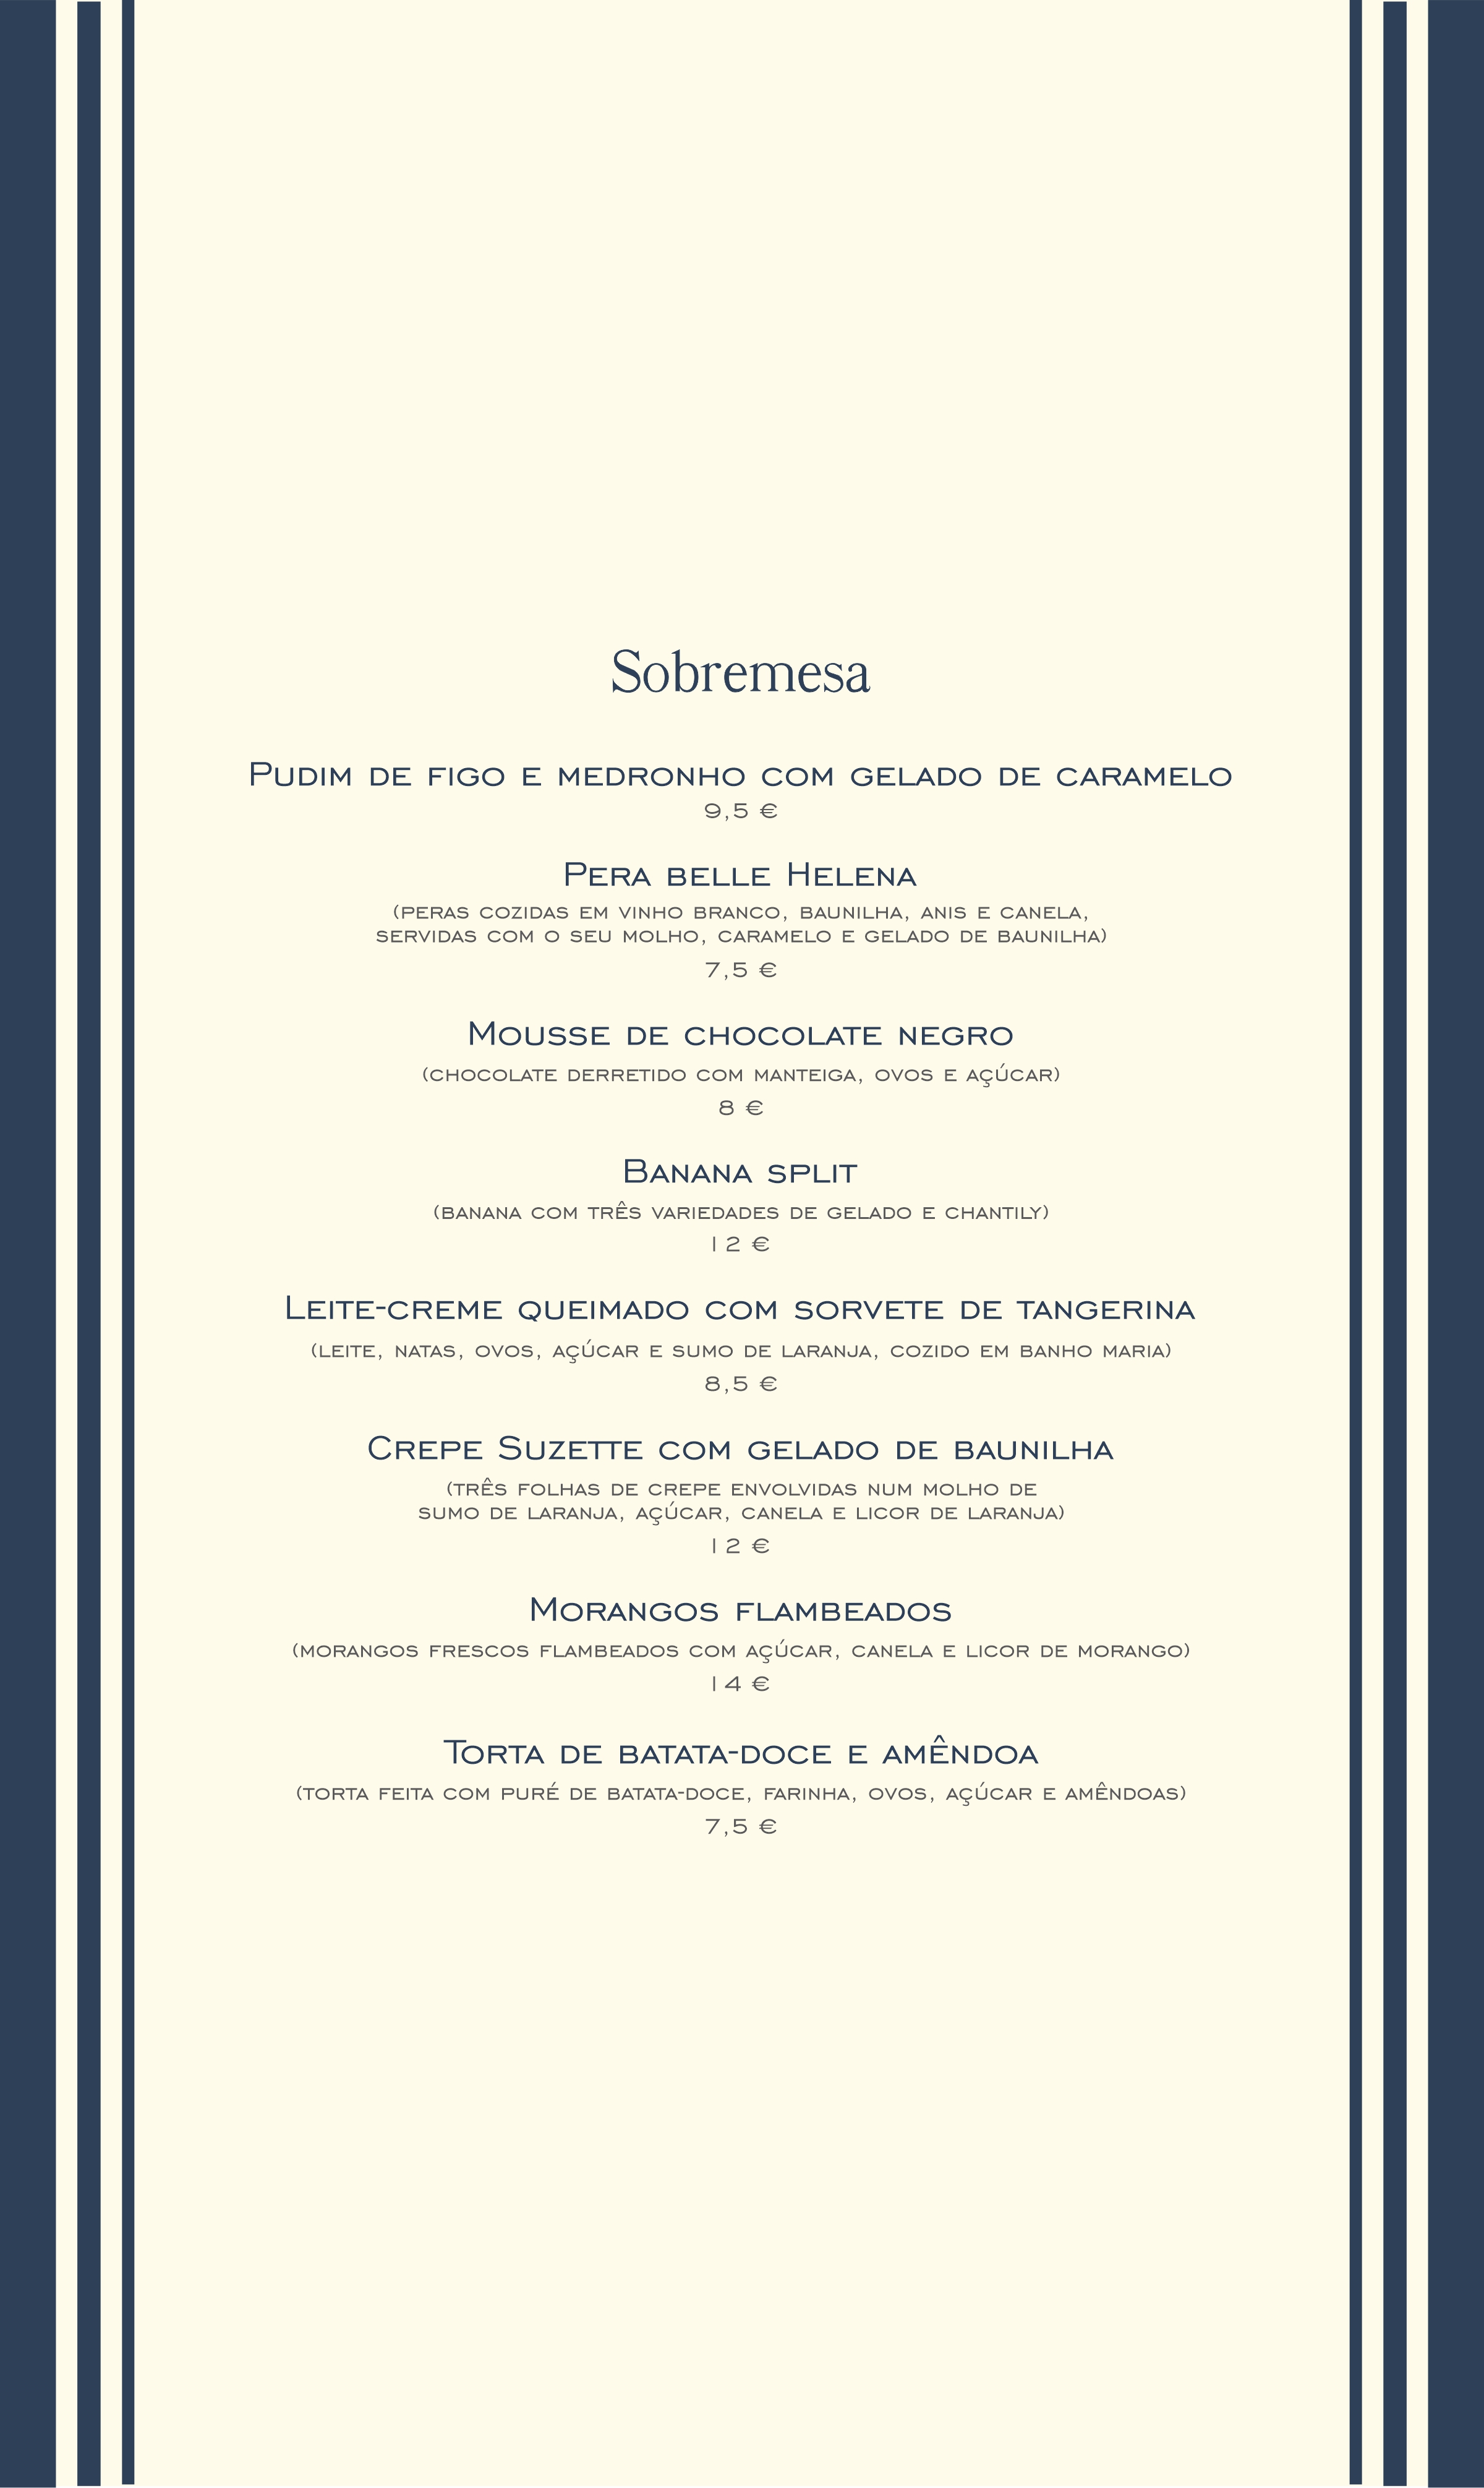 Sobremesa
Pudim de figo e medronho com gelado de caramelo
9,5 €
Pera belle Helena
(peras cozidas em vinho branco, baunilha, anis e canela,
servidas com o seu molho, caramelo e gelado de baunilha)
7,5 €
Mousse de chocolate negro
(chocolate derretido com manteiga, ovos e açúcar)
8 €
Banana split
(banana com três variedades de gelado e chantily)
12 €
Leite-creme queimado com sorvete de tangerina
(leite, natas, ovos, açúcar e sumo de laranja, cozido em banho maria)
8,5 €
Crepe Suzette com gelado de baunilha
(três folhas de crepe envolvidas num molho de
sumo de laranja, açúcar, canela e licor de laranja)
12 €
Morangos flambeados
(morangos frescos flambeados com açúcar, canela e licor de morango)
14 €
Torta de batata-doce e amêndoa
(torta feita com puré de batata-doce, farinha, ovos, açúcar e amêndoas)
7,5 €